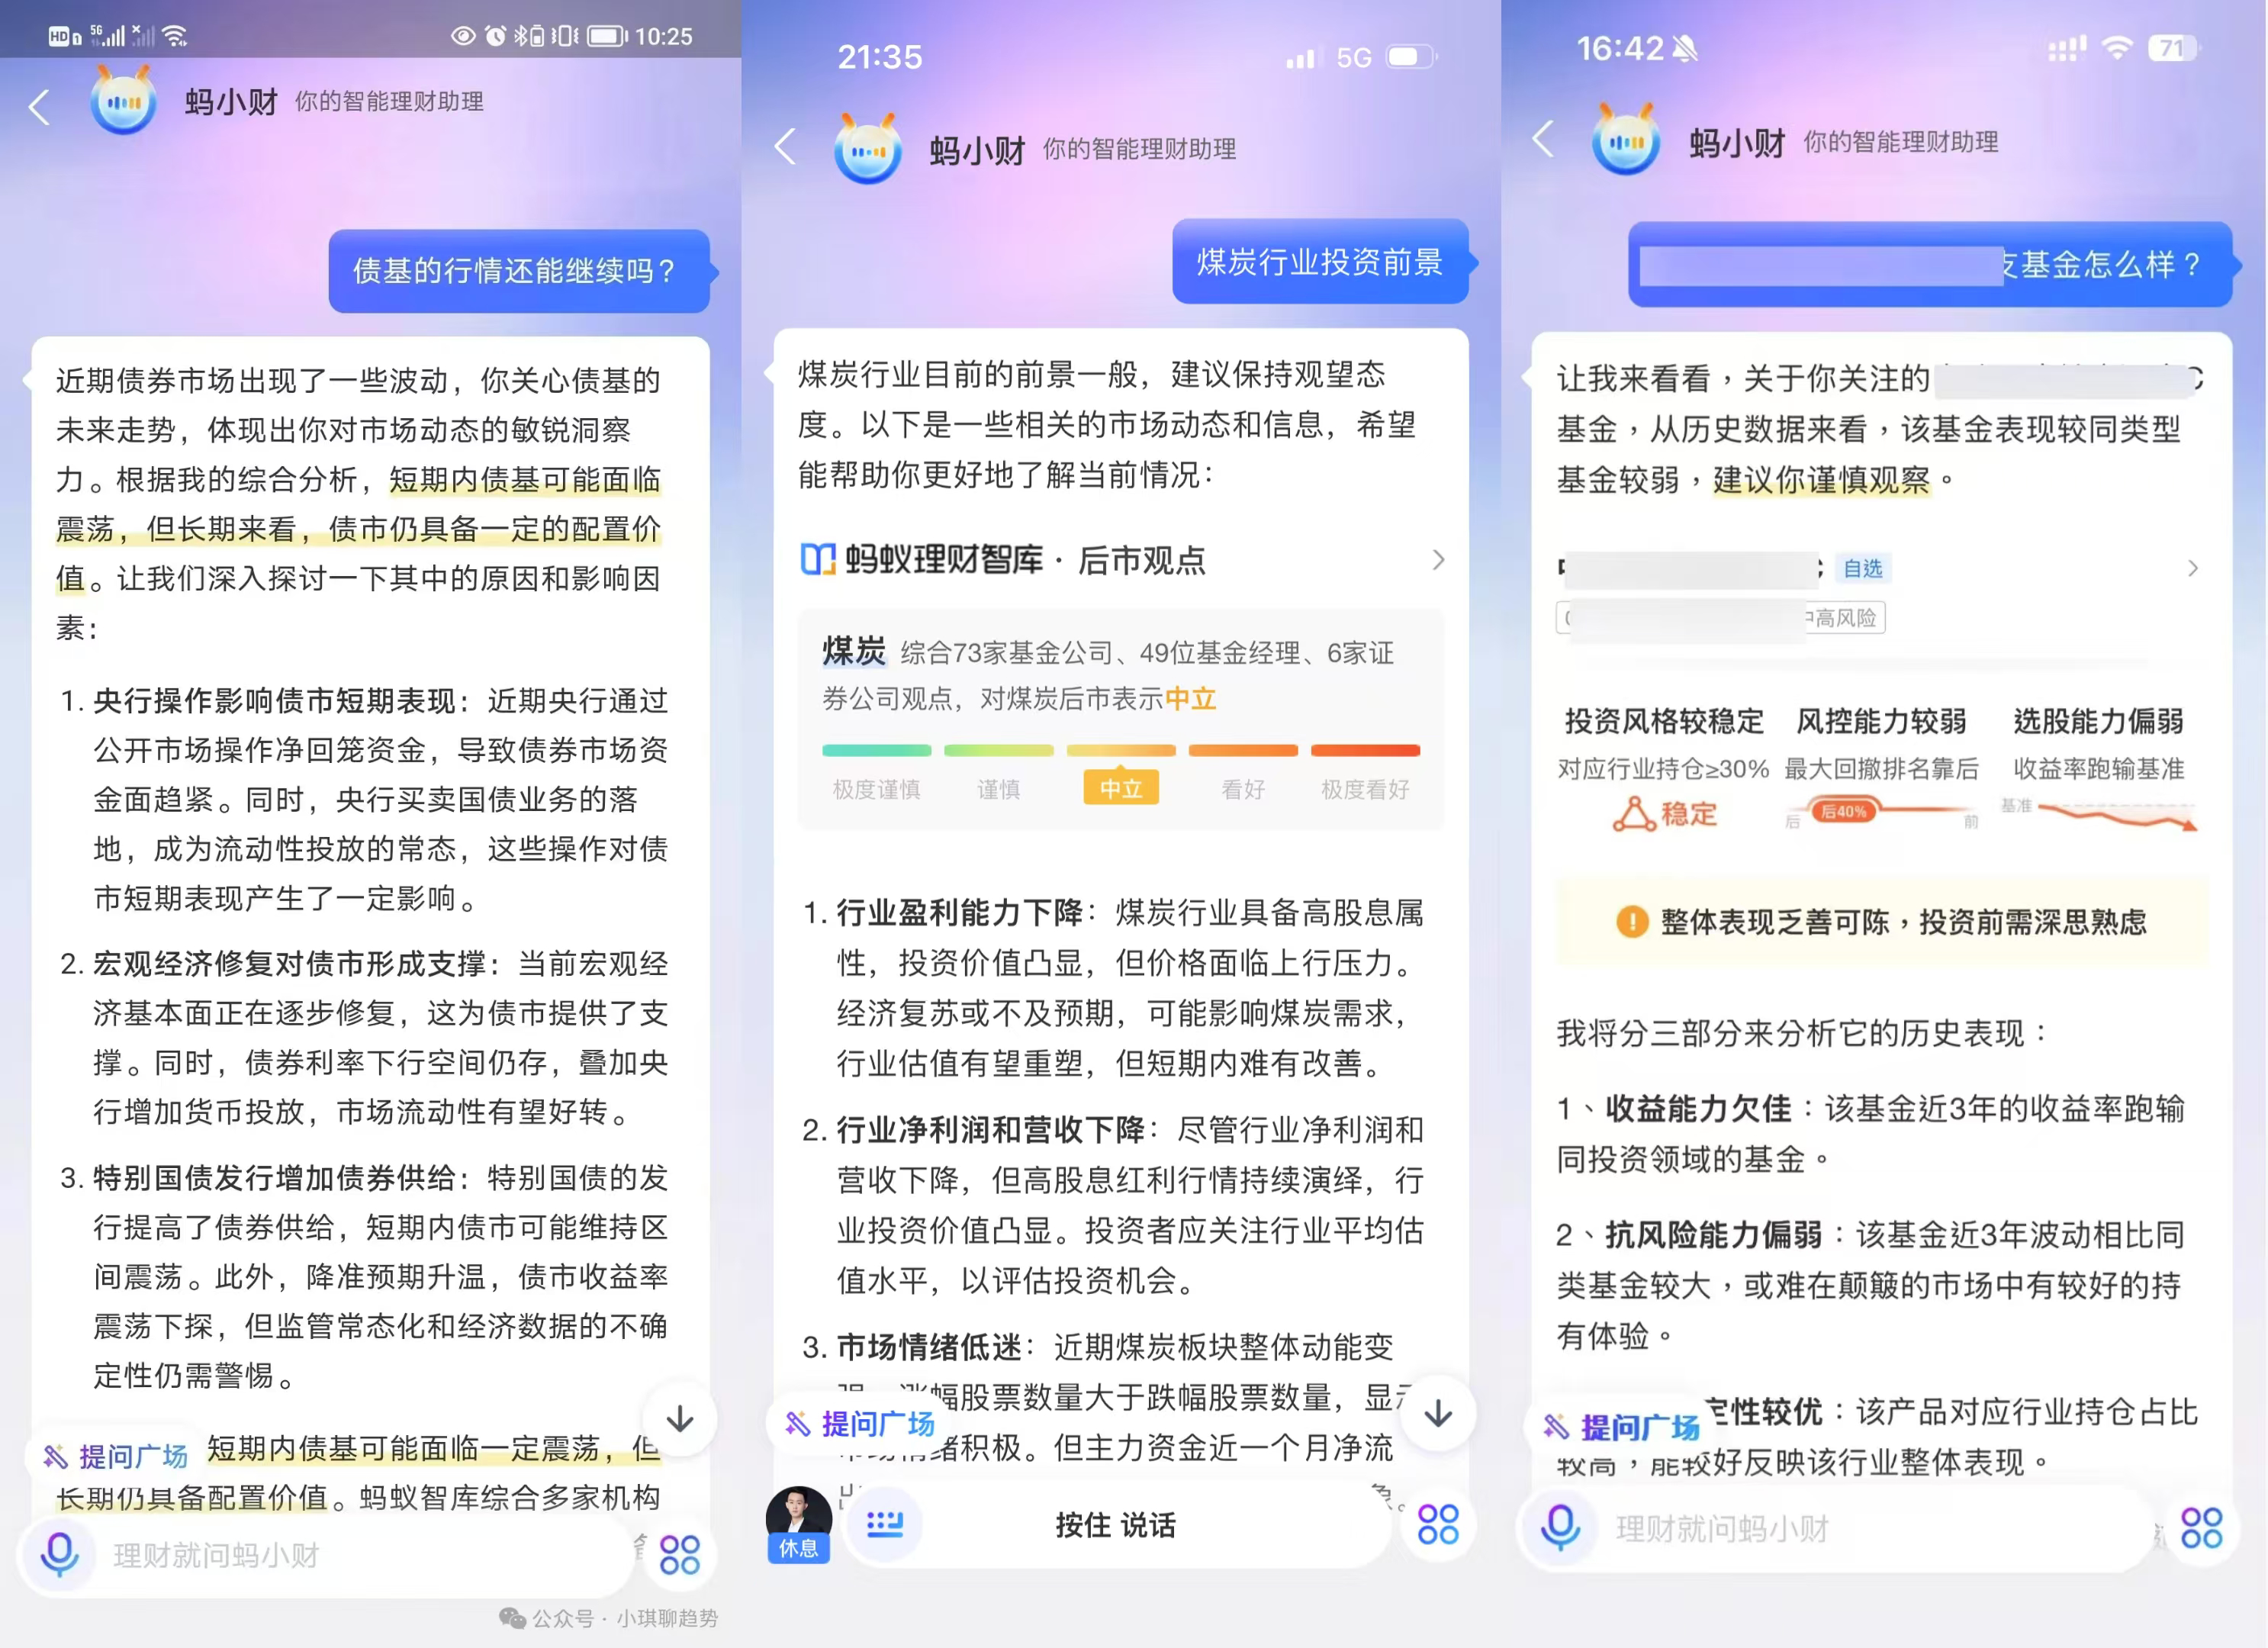 HD 1 5G 10:25
蚂小财 你的智能理财助理
债基的行情还能继续吗?
近期债券市场出现了一些波动，你关心债基的
未来走势，体现出你对市场动态的敏锐洞察
力。根据我的综合分析，短期内债基可能面临
震荡，但长期来看，债市仍具备一定的配置价
值。让我们深入探讨一下其中的原因和影响因
素：
1. 央行操作影响债市短期表现：近期央行通过
公开市场操作净回笼资金，导致债券市场资
金面趋紧。同时，央行买卖国债业务的落
地，成为流动性投放的常态，这些操作对债
市短期表现产生了一定影响。
2. 宏观经济修复对债市形成支撑：当前宏观经
济基本面正在逐步修复，这为债市提供了支
撑。同时，债券利率下行空间仍存，叠加央
行增加货币投放，市场流动性有望好转。
3. 特别国债发行增加债券供给：特别国债的发
行提高了债券供给，短期内债市可能维持区
间震荡。此外，降准预期升温，债市收益率
震荡下探，但监管常态化和经济数据的不确
定性仍需警惕。
提问广场 短期内债基可能面临一定震荡，但
长期仍具备配置价值。蚂蚁智库综合多家机构
理财就问蚂小财
公众号 · 小琪聊趋势
21:35 5G
蚂小财 你的智能理财助理
煤炭行业投资前景
煤炭行业目前的前景一般，建议保持观望态
度。以下是一些相关的市场动态和信息，希望
能帮助你更好地了解当前情况：
蚂蚁理财智库 · 后市观点
煤炭 综合73家基金公司、49位基金经理、6家证
券公司观点，对煤炭后市表示中立
极度谨慎 谨慎 中立 看好 极度看好
1. 行业盈利能力下降：煤炭行业具备高股息属
性，投资价值凸显，但价格面临上行压力。
经济复苏或不及预期，可能影响煤炭需求，
行业估值有望重塑，但短期内难有改善。
2. 行业净利润和营收下降：尽管行业净利润和
营收下降，但高股息红利行情持续演绎，行
业投资价值凸显。投资者应关注行业平均估
值水平，以评估投资机会。
3. 市场情绪低迷：近期煤炭板块整体动能变
涨幅股票数量大于跌幅股票数量，显示
提问广场 绪积极。但主力资金近一个月净流
休息 按住 说话
16:42 71
蚂小财 你的智能理财助理
支基金怎么样？
让我来看看，关于你关注的 C
基金，从历史数据来看，该基金表现较同类型
基金较弱，建议你谨慎观察。
自选
中高风险
投资风格较稳定 风控能力较弱 选股能力偏弱
对应行业持仓≥30% 最大回撤排名靠后 收益率跑输基准
稳定 后 后40% 前 基准
整体表现乏善可陈，投资前需深思熟虑
我将分三部分来分析它的历史表现：
1、收益能力欠佳：该基金近3年的收益率跑输
同投资领域的基金。
2、抗风险能力偏弱：该基金近3年波动相比同
类基金较大，或难在颠簸的市场中有较好的持
有体验。
提问广场 定性较优：该产品对应行业持仓占比
较高，能较好反映该行业整体表现。
理财就问蚂小财